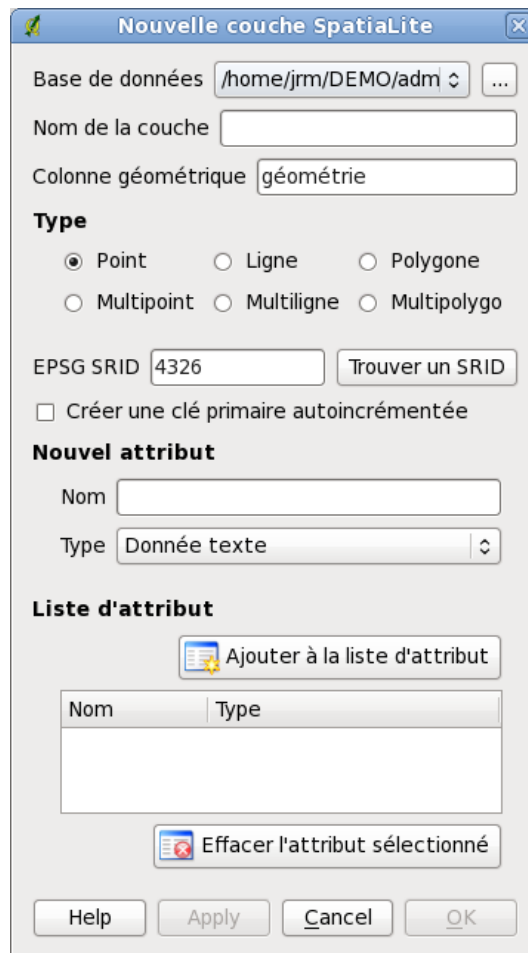 Nouvelle couche SpatiaLite
Base de données /home/jrm/DEMO/adm ...
Nom de la couche
Colonne géométrique géométrie
Type
Point Ligne Polygone
Multipoint Multiligne Multipolygo
EPSG SRID 4326 Trouver un SRID
Créer une clé primaire autoincrémentée
Nouvel attribut
Nom
Type Donnée texte
Liste d'attribut
Ajouter à la liste d'attribut
Nom Type
Effacer l'attribut sélectionné
Help Apply Cancel OK